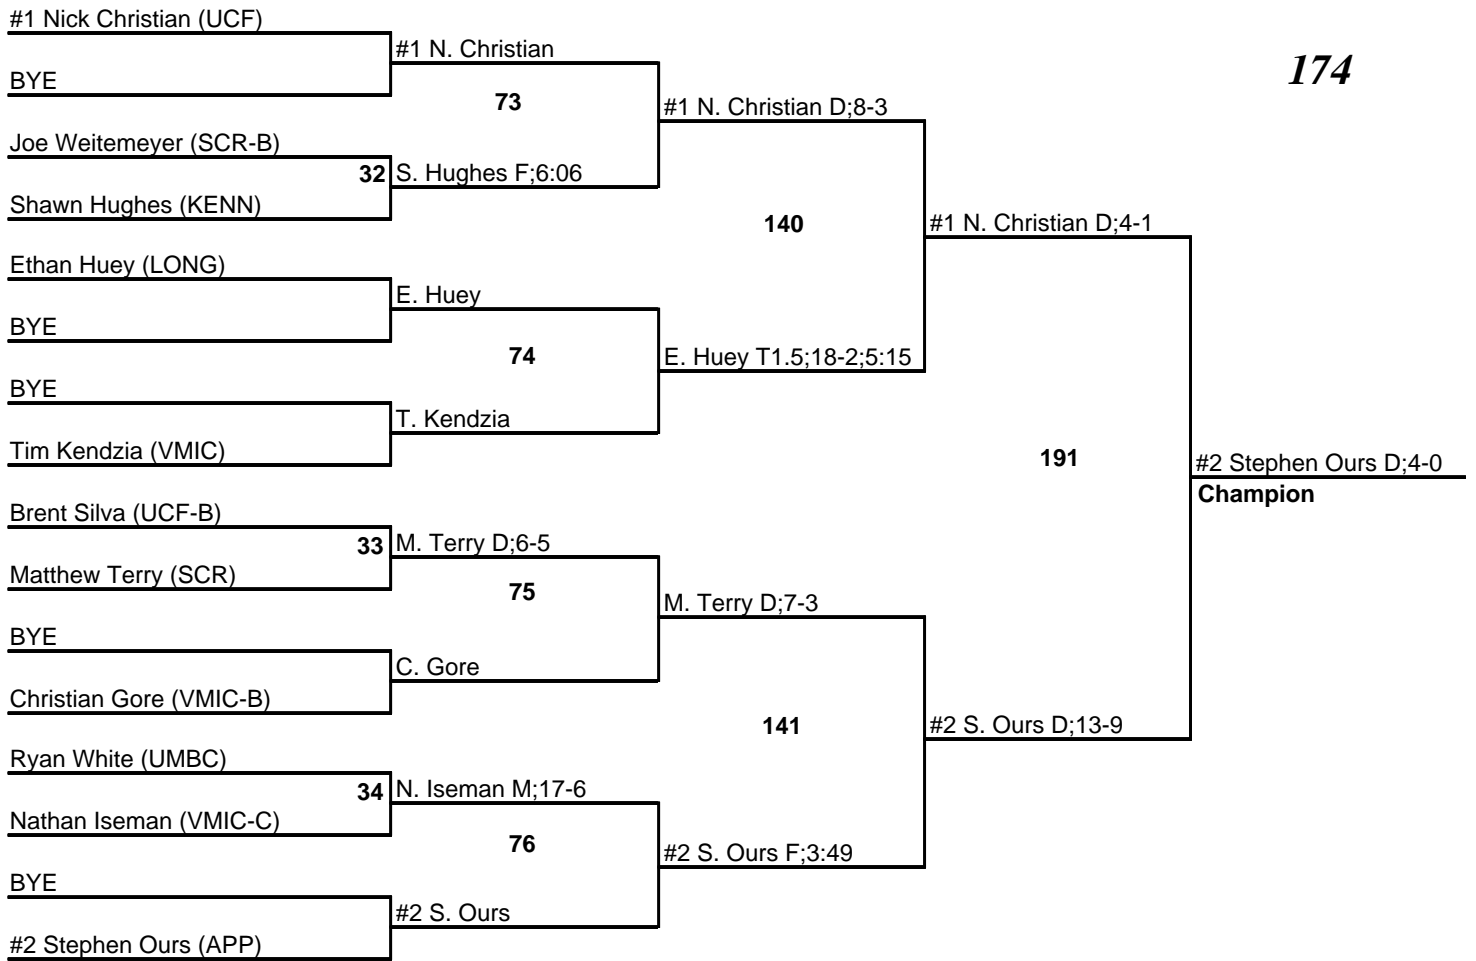 #1 Nick Christian (UCF)
BYE
Joe Weitemeyer (SCR-B)
Shawn Hughes (KENN)
Ethan Huey (LONG)
BYE
BYE
Tim Kendzia (VMIC)
Brent Silva (UCF-B)
Matthew Terry (SCR)
BYE
Christian Gore (VMIC-B)
Ryan White (UMBC)
Nathan Iseman (VMIC-C)
BYE
#2 Stephen Ours (APP)
#1 N. Christian
73
32 S. Hughes F;6:06
E. Huey
74
T. Kendzia
33 M. Terry D;6-5
75
C. Gore
34 N. Iseman M;17-6
76
#2 S. Ours
#1 N. Christian D;8-3
140
E. Huey T1.5;18-2;5:15
M. Terry D;7-3
141
#2 S. Ours F;3:49
#1 N. Christian D;4-1
191
#2 S. Ours D;13-9
174
#2 Stephen Ours D;4-0
Champion